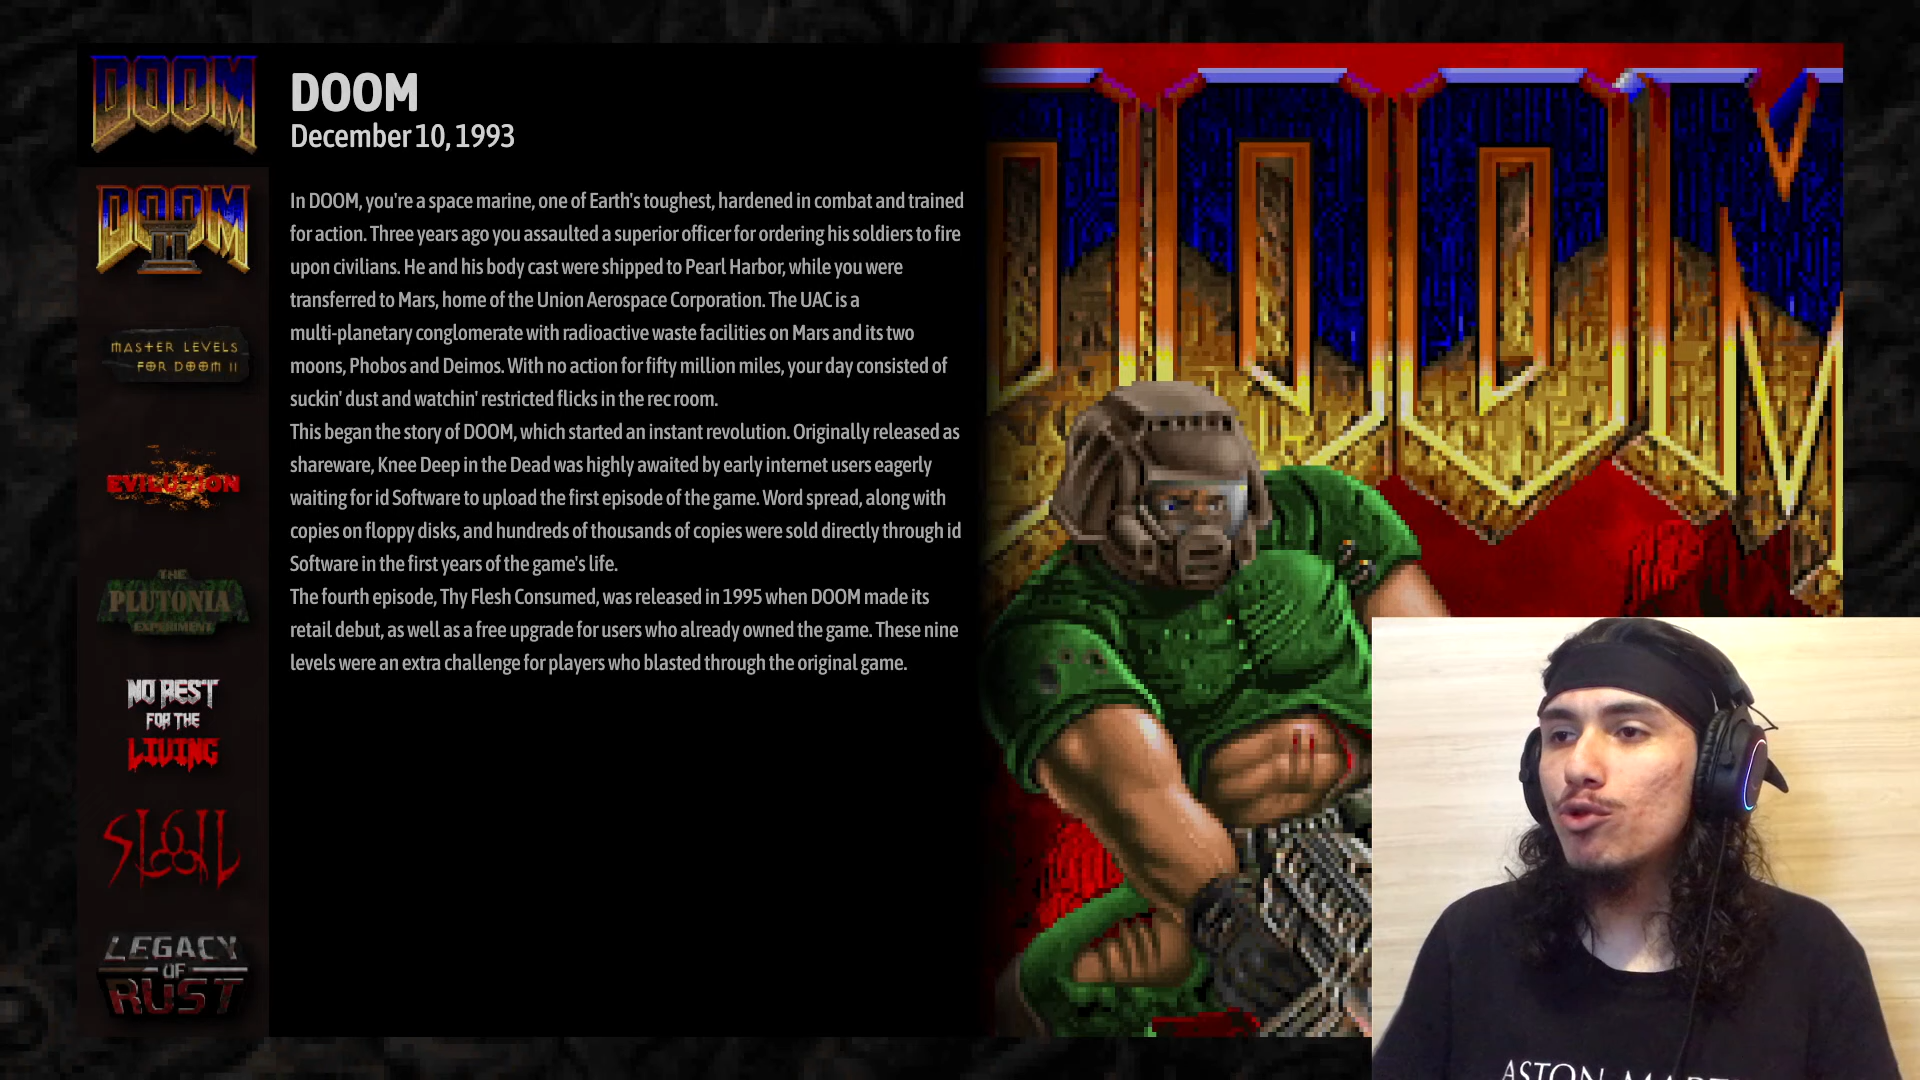 DOOM
DOOM
II
MASTER LEVELS
FOR DOOM II
EVILUTION
THE
PLUTONIA
EXPERIMENT
NO REST
FOR THE
LIVING
SIGIL
LEGACY
OF
RUST
DOOM
December 10, 1993
In DOOM, you're a space marine, one of Earth's toughest, hardened in combat and trained
for action. Three years ago you assaulted a superior officer for ordering his soldiers to fire
upon civilians. He and his body cast were shipped to Pearl Harbor, while you were
transferred to Mars, home of the Union Aerospace Corporation. The UAC is a
multi-planetary conglomerate with radioactive waste facilities on Mars and its two
moons, Phobos and Deimos. With no action for fifty million miles, your day consisted of
suckin' dust and watchin' restricted flicks in the rec room.
This began the story of DOOM, which started an instant revolution. Originally released as
shareware, Knee Deep in the Dead was highly awaited by early internet users eagerly
waiting for id Software to upload the first episode of the game. Word spread, along with
copies on floppy disks, and hundreds of thousands of copies were sold directly through id
Software in the first years of the game's life.
The fourth episode, Thy Flesh Consumed, was released in 1995 when DOOM made its
retail debut, as well as a free upgrade for users who already owned the game. These nine
levels were an extra challenge for players who blasted through the original game.
DOOM
ASTON MART